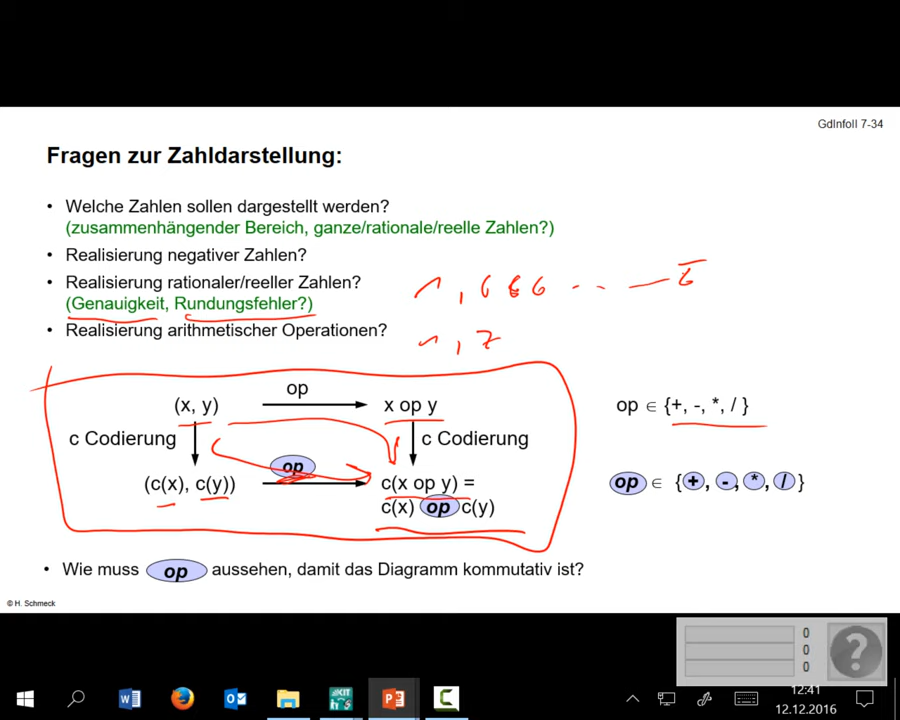 GdInfoII 7-34
Fragen zur Zahldarstellung:
• Welche Zahlen sollen dargestellt werden?
(zusammenhängender Bereich, ganze/rationale/reelle Zahlen?)
• Realisierung negativer Zahlen?
• Realisierung rationaler/reeller Zahlen?
(Genauigkeit, Rundungsfehler?)
1,666 .. — 6̅
• Realisierung arithmetischer Operationen?
1,7
op
(x, y)
x op y
op ∈ {+, -, *, / }
c Codierung
c Codierung
op
(c(x), c(y))
c(x op y) =
c(x) op c(y)
op ∈ {+, -, *, / }
• Wie muss op aussehen, damit das Diagramm kommutativ ist?
© H. Schmeck
0
0
0
?
KIT
12:41
12.12.2016